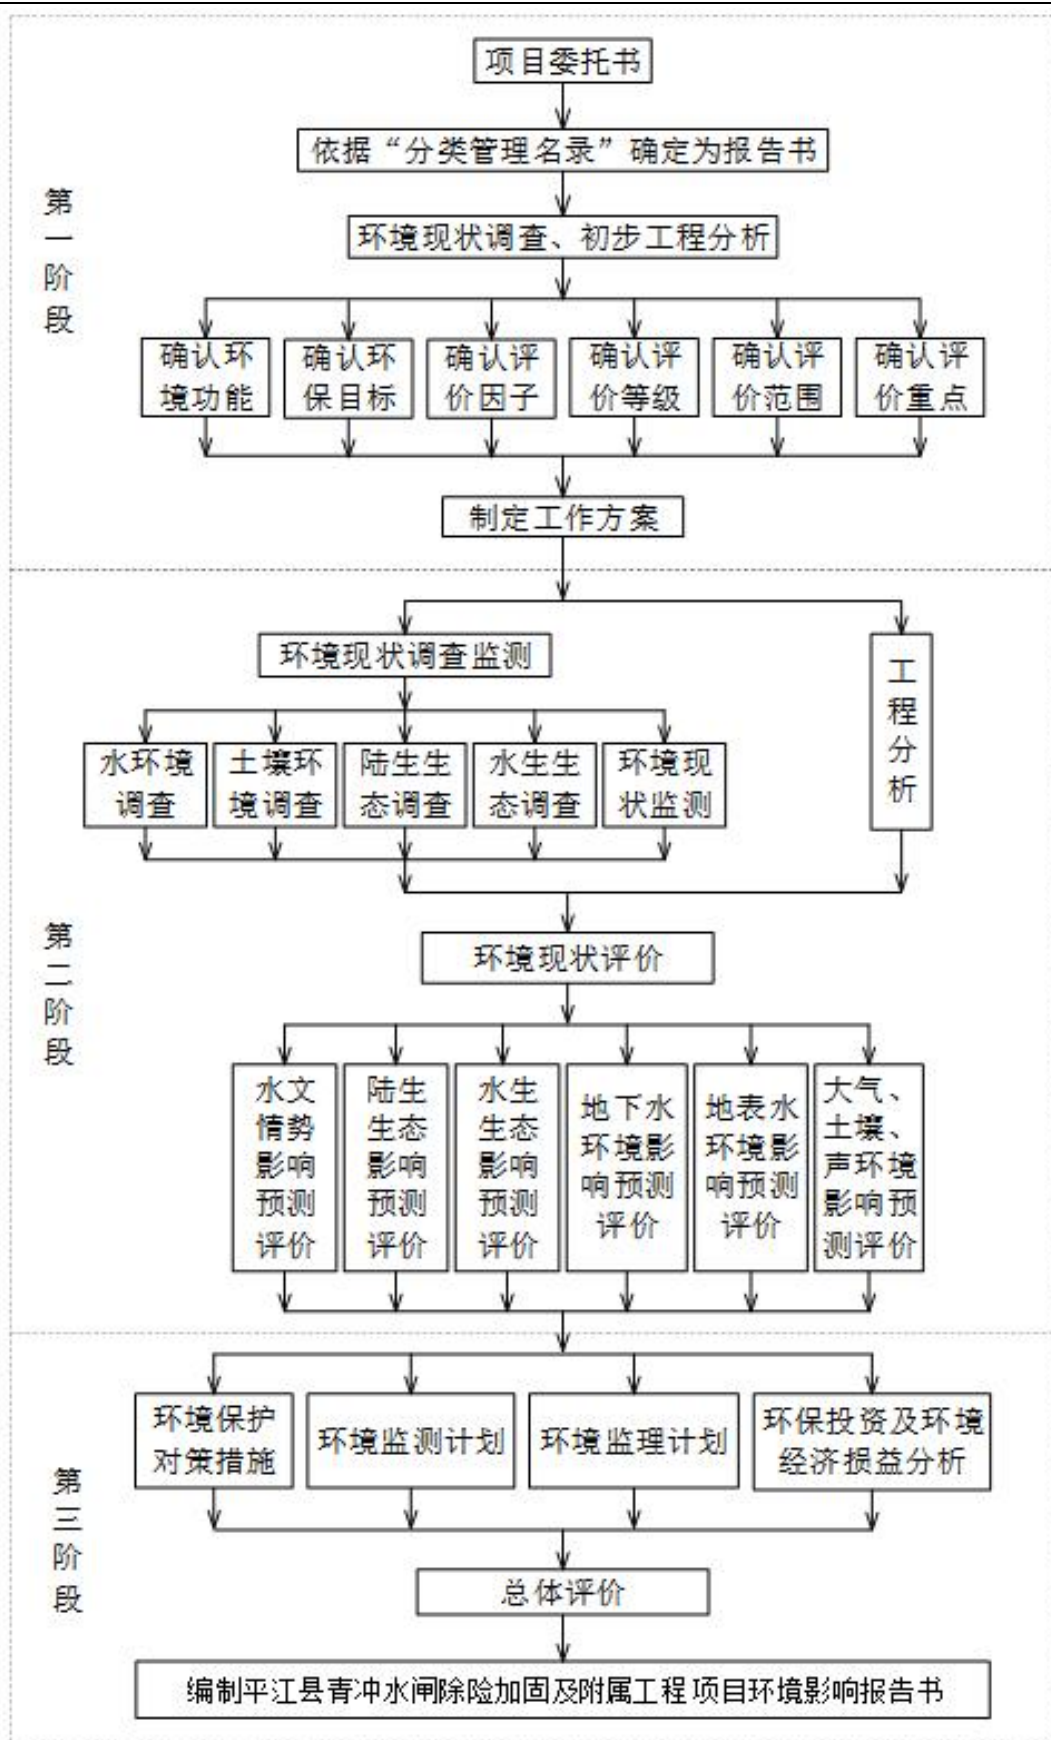 项目委托书
依据“分类管理名录”确定为报告书
环境现状调查、初步工程分析
第
一
阶
段
确认环
境功能
确认环
保目标
确认评
价因子
确认评
价等级
确认评
价范围
确认评
价重点
制定工作方案
环境现状调查监测
工
程
分
析
水环境
调查
土壤环
境调查
陆生生
态调查
水生生
态调查
环境现
状监测
第
二
阶
段
环境现状评价
水文
情势
影响
预测
评价
陆生
生态
影响
预测
评价
水生
生态
影响
预测
评价
地下水
环境影
响预测
评价
地表水
环境影
响预测
评价
大气、
土壤、
声环境
影响预
测评价
第
三
阶
段
环境保护
对策措施
环境监测计划
环境监理计划
环保投资及环境
经济损益分析
总体评价
编制平江县青冲水闸除险加固及附属工程项目环境影响报告书